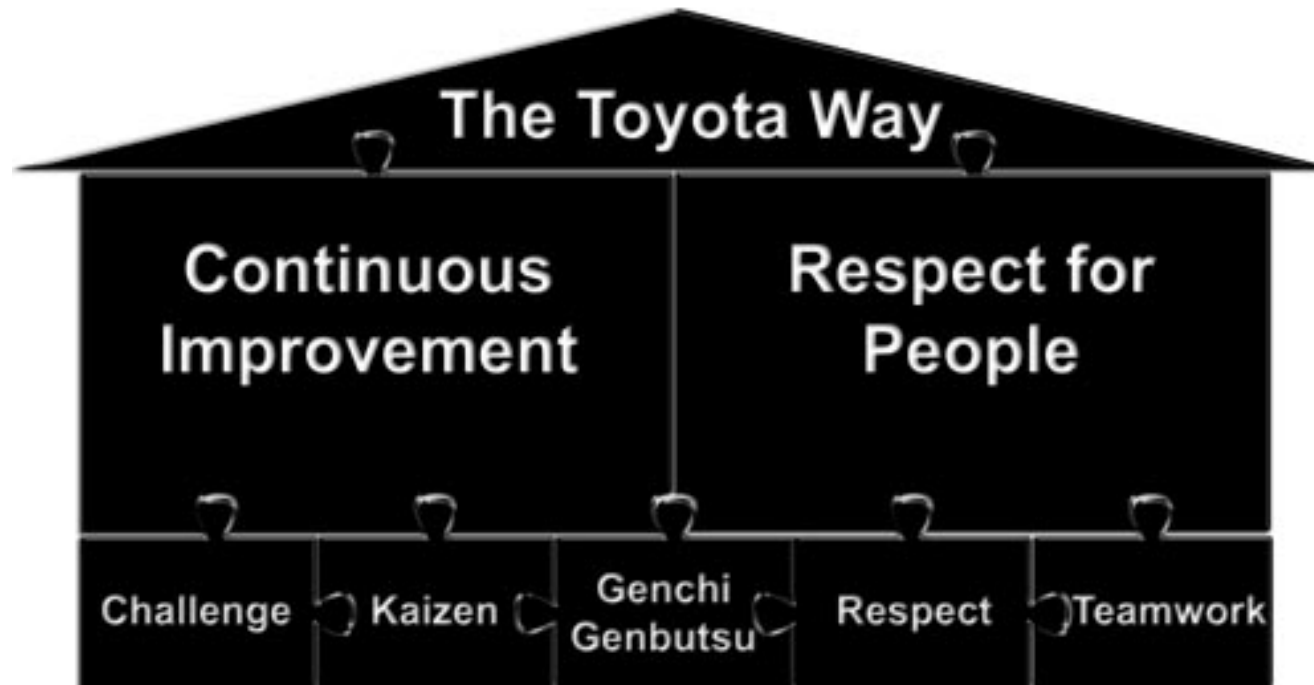 The Toyota Way
Continuous
Improvement
Respect for
People
Challenge
Kaizen
Genchi
Genbutsu
Respect
Teamwork